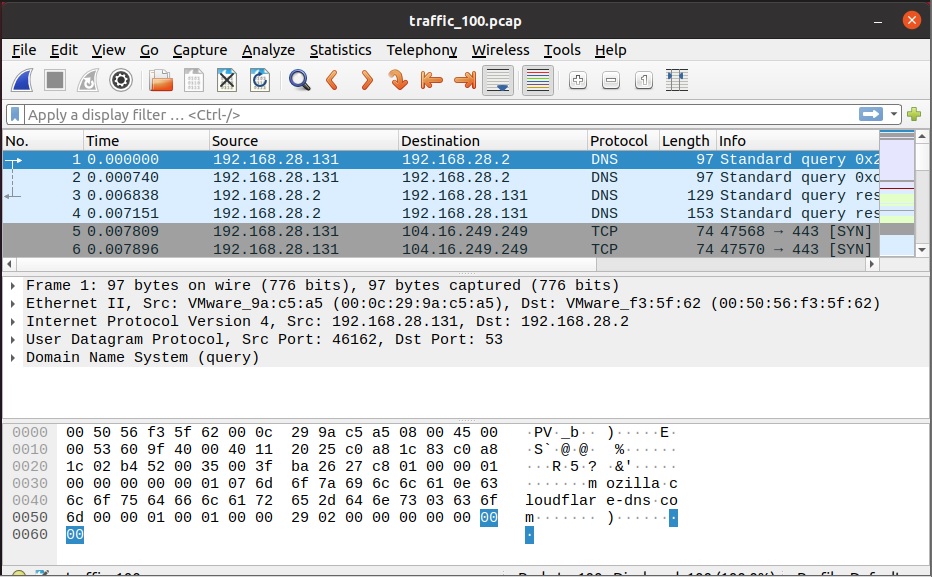 traffic_100.pcap
File Edit View Go Capture Analyze Statistics Telephony Wireless Tools Help
Apply a display filter … <Ctrl-/>
No. Time Source Destination Protocol Length Info
1 0.000000 192.168.28.131 192.168.28.2 DNS 97 Standard query 0x2
2 0.000740 192.168.28.131 192.168.28.2 DNS 97 Standard query 0xc
3 0.006838 192.168.28.2 192.168.28.131 DNS 129 Standard query res
4 0.007151 192.168.28.2 192.168.28.131 DNS 153 Standard query res
5 0.007809 192.168.28.131 104.16.249.249 TCP 74 47568 → 443 [SYN]
6 0.007896 192.168.28.131 104.16.249.249 TCP 74 47570 → 443 [SYN]
Frame 1: 97 bytes on wire (776 bits), 97 bytes captured (776 bits)
Ethernet II, Src: VMware_9a:c5:a5 (00:0c:29:9a:c5:a5), Dst: VMware_f3:5f:62 (00:50:56:f3:5f:62)
Internet Protocol Version 4, Src: 192.168.28.131, Dst: 192.168.28.2
User Datagram Protocol, Src Port: 46162, Dst Port: 53
Domain Name System (query)
0000 00 50 56 f3 5f 62 00 0c 29 9a c5 a5 08 00 45 00 ·PV·_b·· )·····E·
0010 00 53 60 9f 40 00 40 11 20 25 c0 a8 1c 83 c0 a8 ·S`·@·@· %······
0020 1c 02 b4 52 00 35 00 3f ba 26 27 c8 01 00 00 01 ···R·5·? ·&'·····
0030 00 00 00 00 00 01 07 6d 6f 7a 69 6c 6c 61 0e 63 ·······m ozilla·c
0040 6c 6f 75 64 66 6c 61 72 65 2d 64 6e 73 03 63 6f loudflar e-dns·co
0050 6d 00 00 01 00 01 00 00 29 02 00 00 00 00 00 00 m······· )·······
0060 00 ·